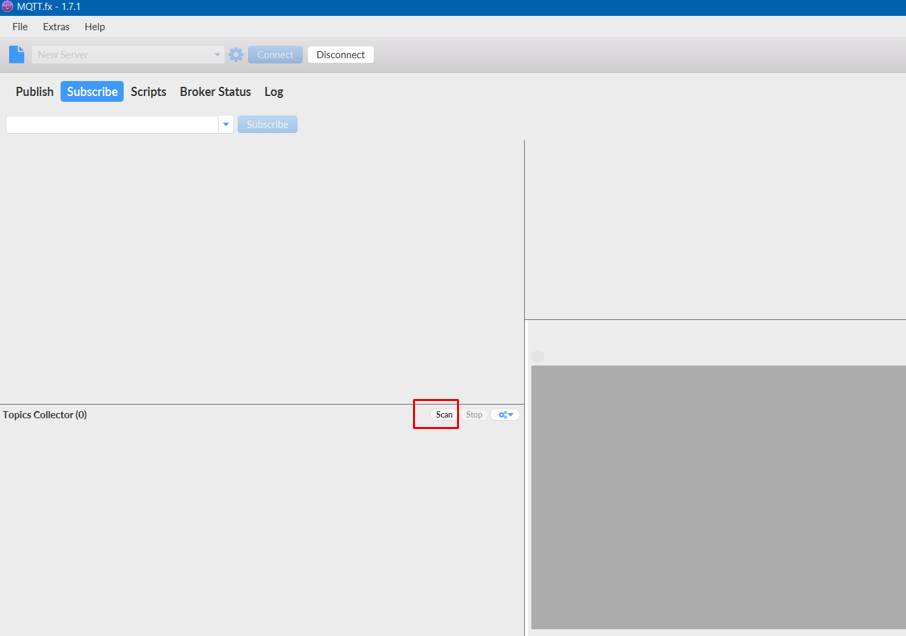 MQTT.fx - 1.7.1
File Extras Help
New Server Connect Disconnect
Publish Subscribe Scripts Broker Status Log
Subscribe
Topics Collector (0) Scan Stop